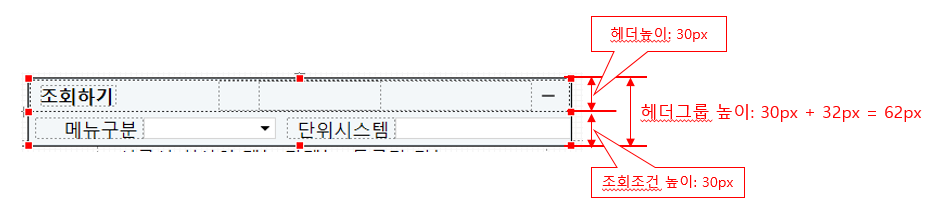 헤더높이: 30px
조회하기
헤더그룹 높이: 30px + 32px = 62px
메뉴구분
단위시스템
조회조건 높이: 30px